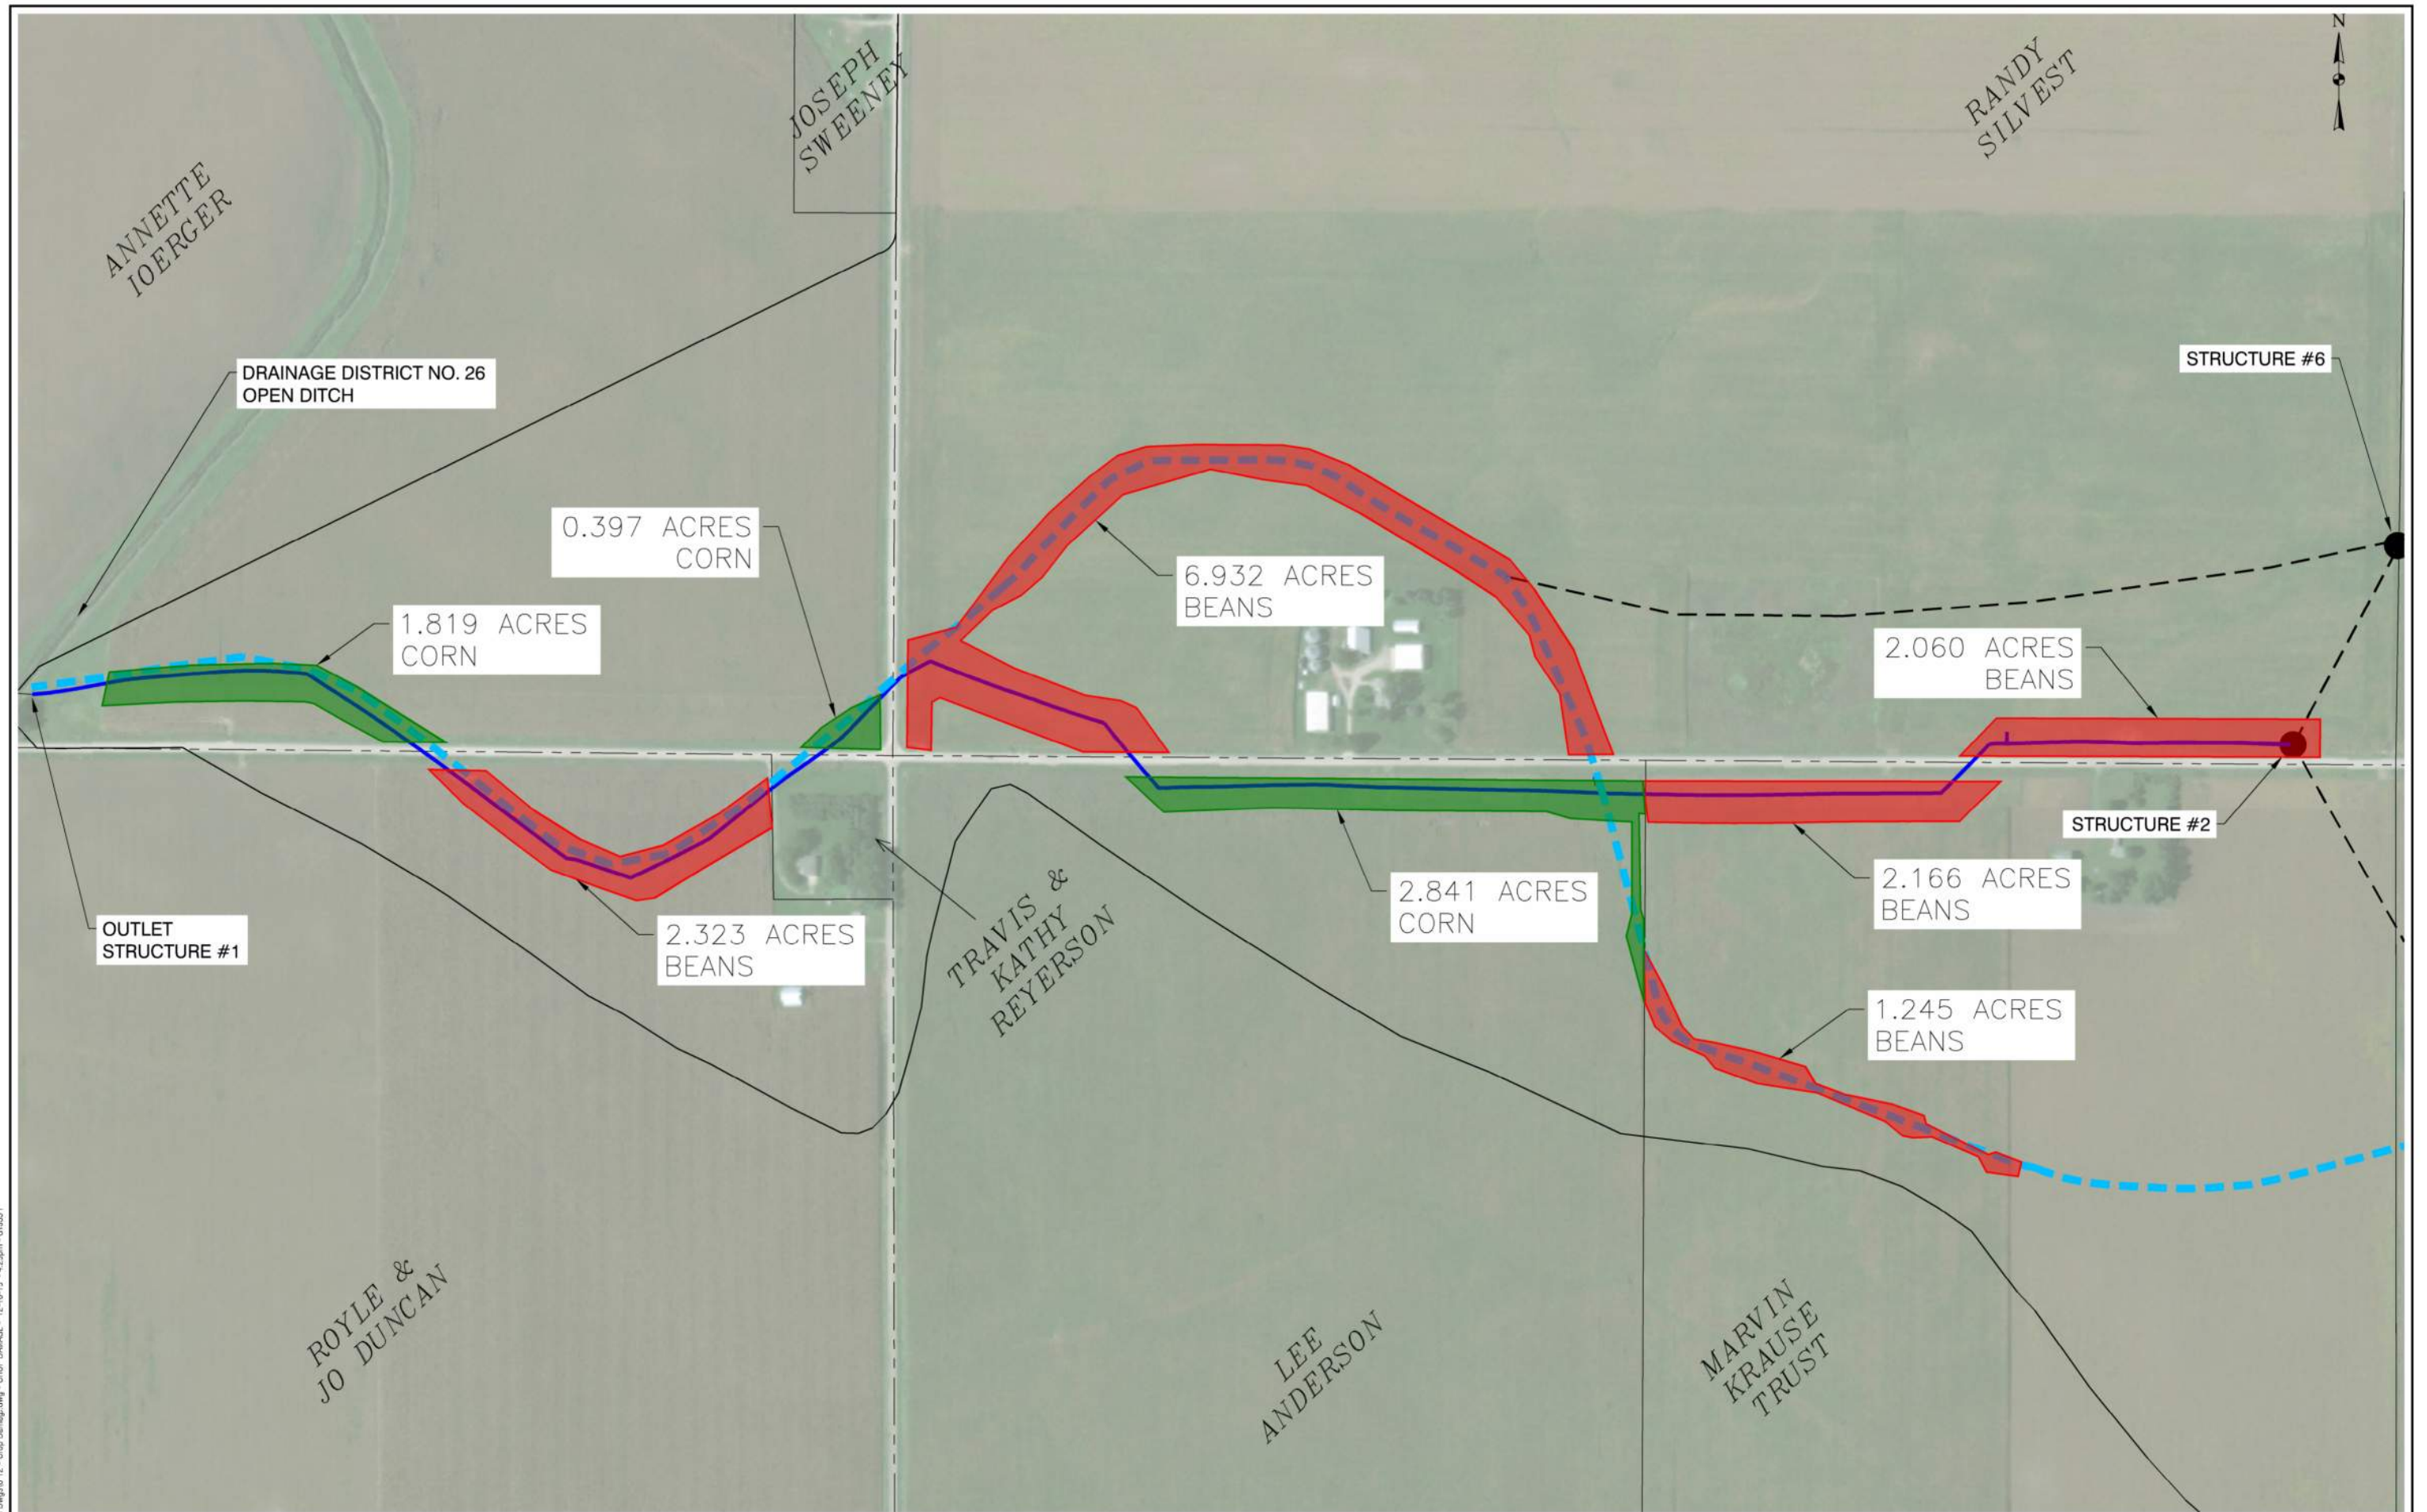 N
JOSEPH
SWEENEY
RANDY
SILVEST
ANNETTE
IOERGER
DRAINAGE DISTRICT NO. 26
OPEN DITCH
STRUCTURE #6
0.397 ACRES
CORN
6.932 ACRES
BEANS
1.819 ACRES
CORN
2.060 ACRES
BEANS
STRUCTURE #2
2.841 ACRES
CORN
2.166 ACRES
BEANS
OUTLET
STRUCTURE #1
2.323 ACRES
BEANS
TRAVIS &
KATHY
REYERSON
1.245 ACRES
BEANS
ROYLE &
JO DUNCAN
LEE
ANDERSON
MARVIN
KRAUSE
TRUST